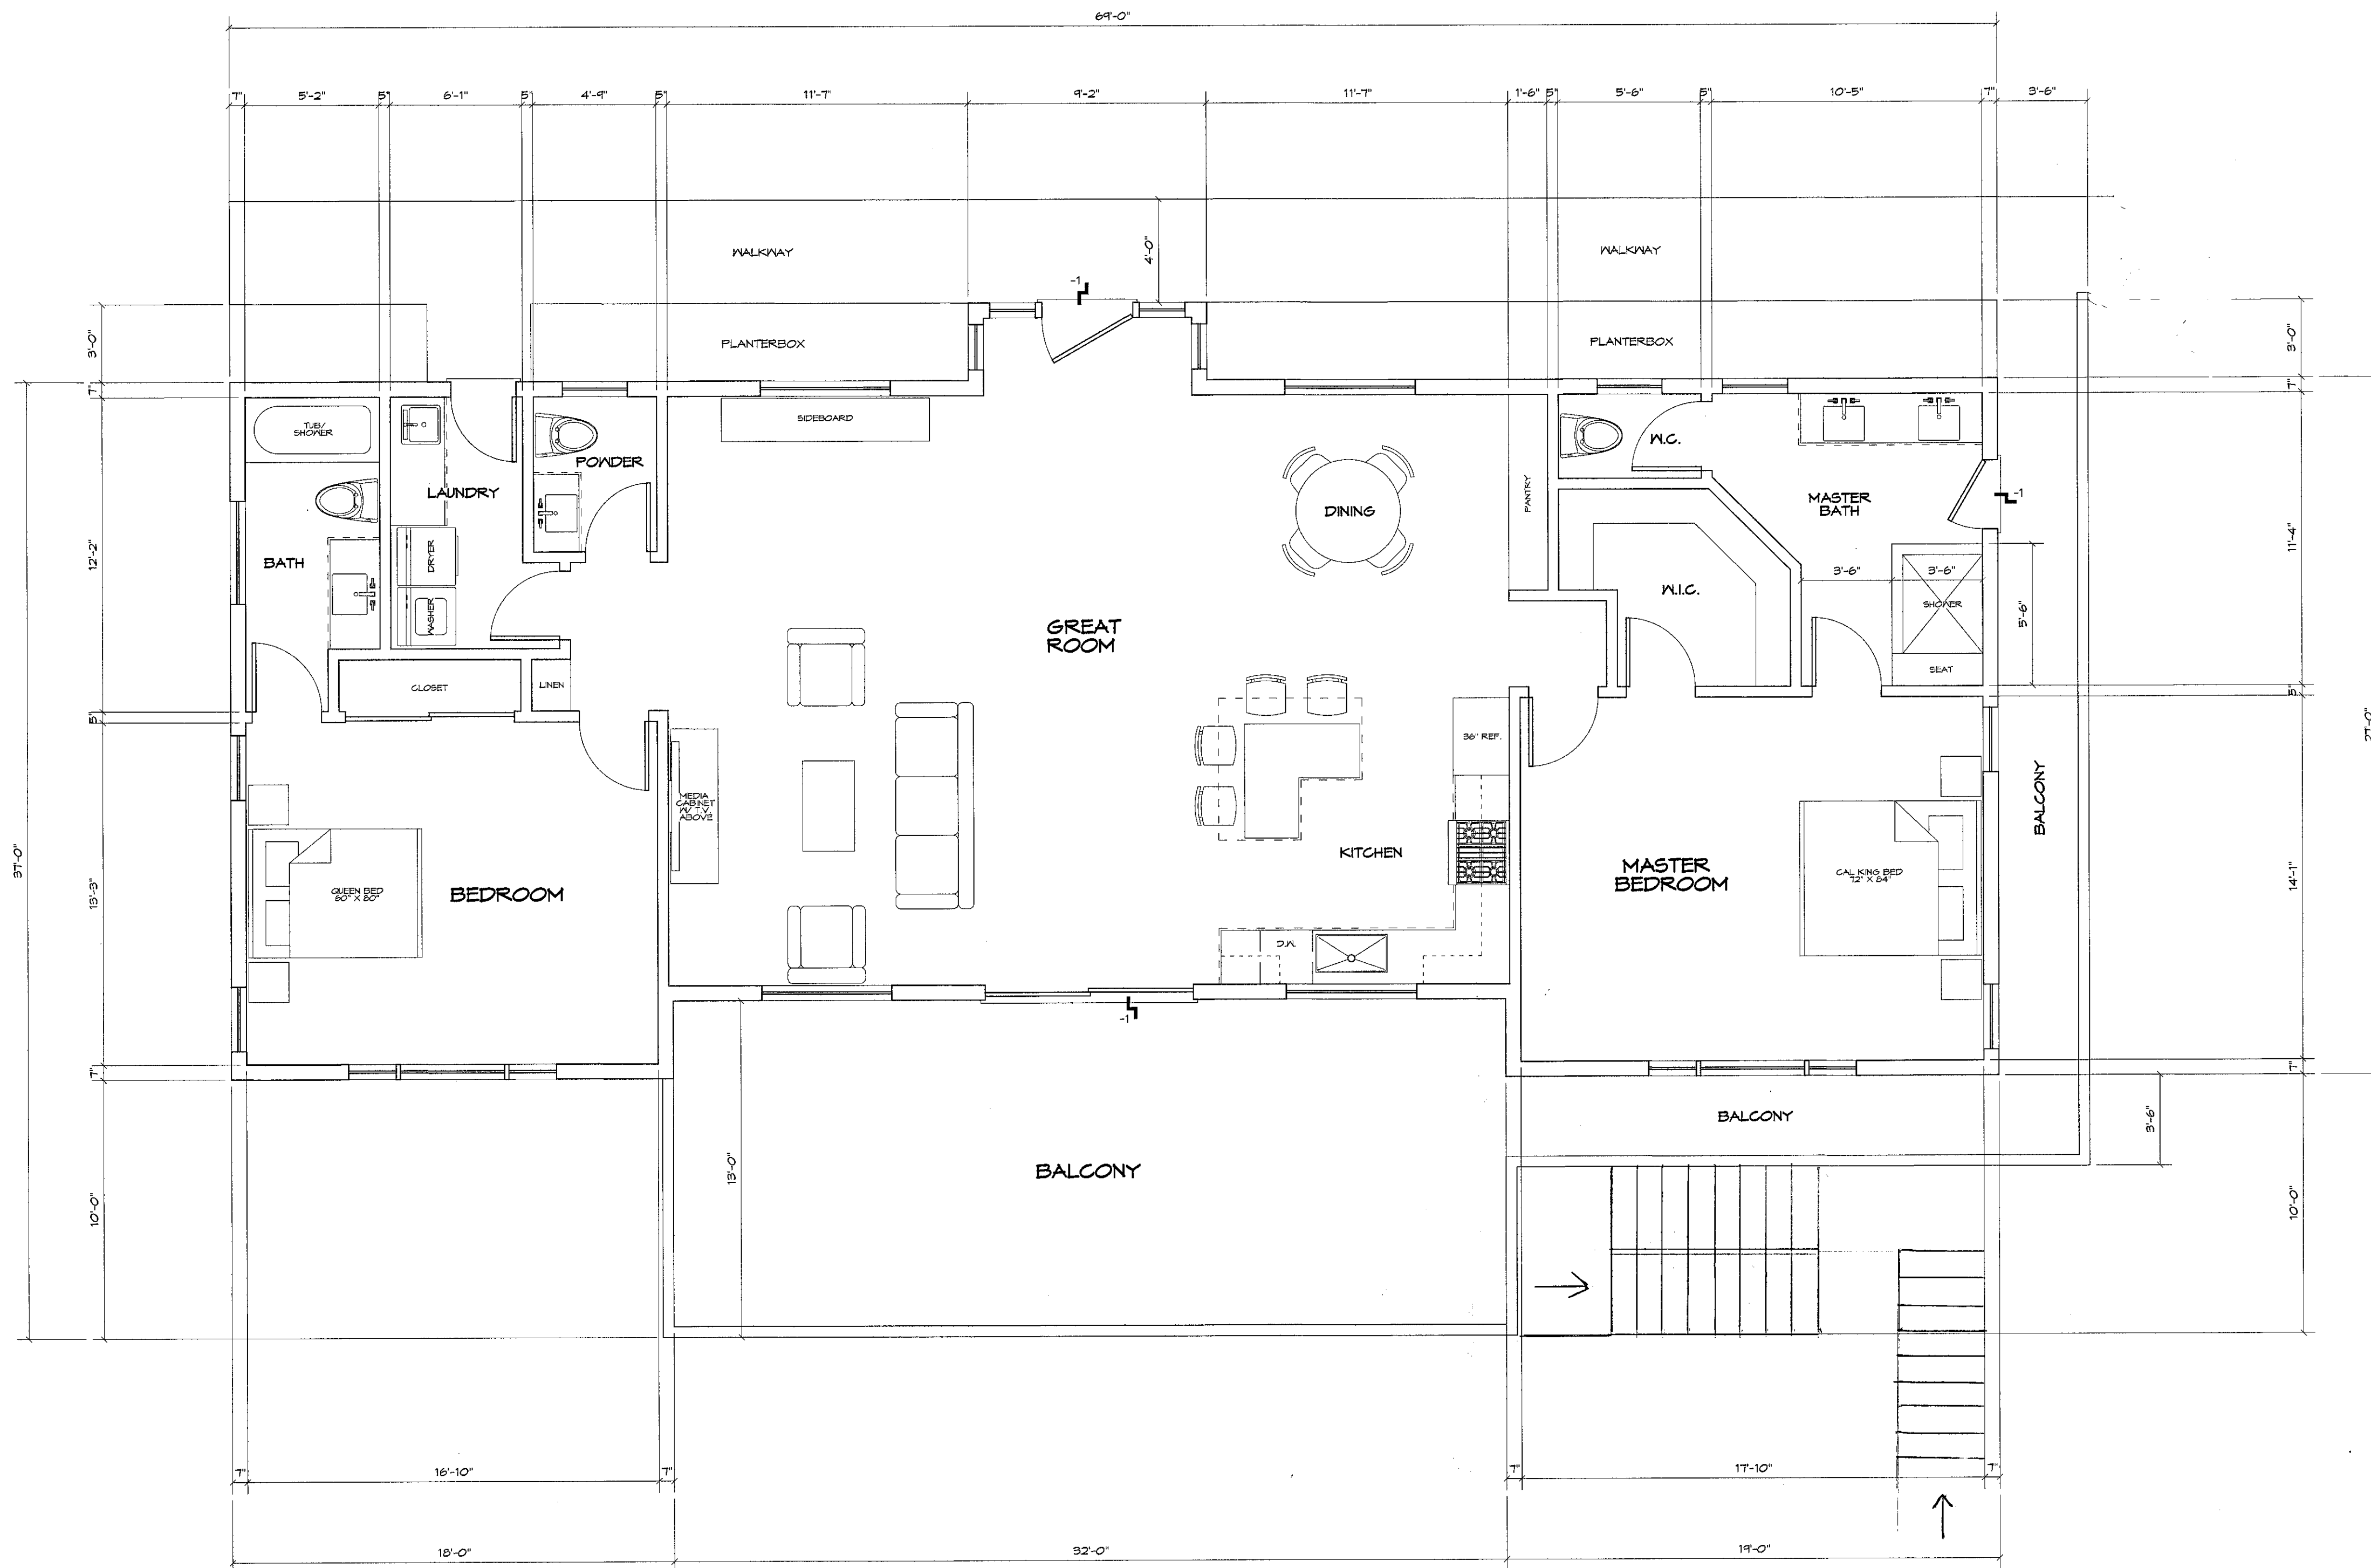 69'-0"
7"
5'-2"
5"
6'-1"
5"
4'-9"
5"
11'-7"
9'-2"
11'-7"
1'-6"
5"
5'-6"
5"
10'-5"
7"
3'-6"
WALKWAY
4'-0"
WALKWAY
-1
3'-0"
PLANTERBOX
PLANTERBOX
3'-0"
7"
7"
TUB/
SHOWER
SIDEBOARD
W.C.
POWDER
LAUNDRY
PANTRY
DINING
MASTER
BATH
-1
12'-2"
BATH
DRYER
11'-4"
3'-6"
3'-6"
W.I.C.
SHOWER
5'-6"
WASHER
GREAT
ROOM
SEAT
CLOSET
LINEN
5"
5"
36" REF.
27'-0"
MEDIA
CABINET
W/ T.V.
ABOVE
BALCONY
KITCHEN
37'-0"
13'-3"
QUEEN BED
60" X 80"
BEDROOM
MASTER
BEDROOM
CAL KING BED
72" X 84"
14'-1"
D.W.
-1
7"
7"
BALCONY
3'-6"
13'-0"
BALCONY
10'-0"
10'-0"
7"
16'-10"
7"
7"
17'-10"
7"
18'-0"
32'-0"
19'-0"